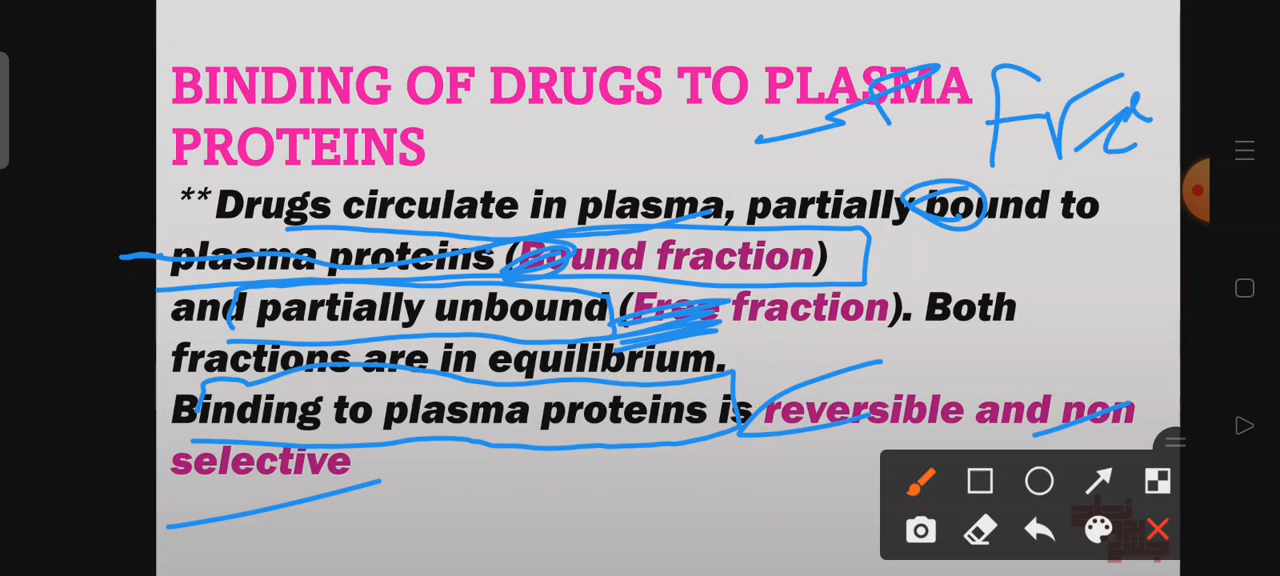 BINDING OF DRUGS TO PLASMA
PROTEINS
**Drugs circulate in plasma, partially bound to
plasma proteins (Bound fraction)
and partially unbound (Free fraction). Both
fractions are in equilibrium.
Binding to plasma proteins is reversible and non
selective